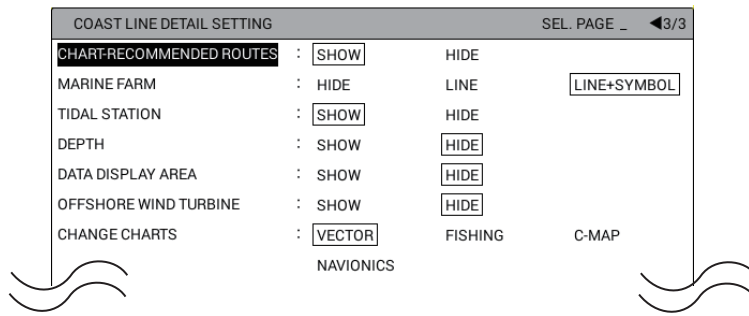 COAST LINE DETAIL SETTING SEL. PAGE _ ◀3/3
CHART-RECOMMENDED ROUTES : SHOW HIDE
MARINE FARM : HIDE LINE LINE+SYMBOL
TIDAL STATION : SHOW HIDE
DEPTH : SHOW HIDE
DATA DISPLAY AREA : SHOW HIDE
OFFSHORE WIND TURBINE : SHOW HIDE
CHANGE CHARTS : VECTOR FISHING C-MAP
NAVIONICS